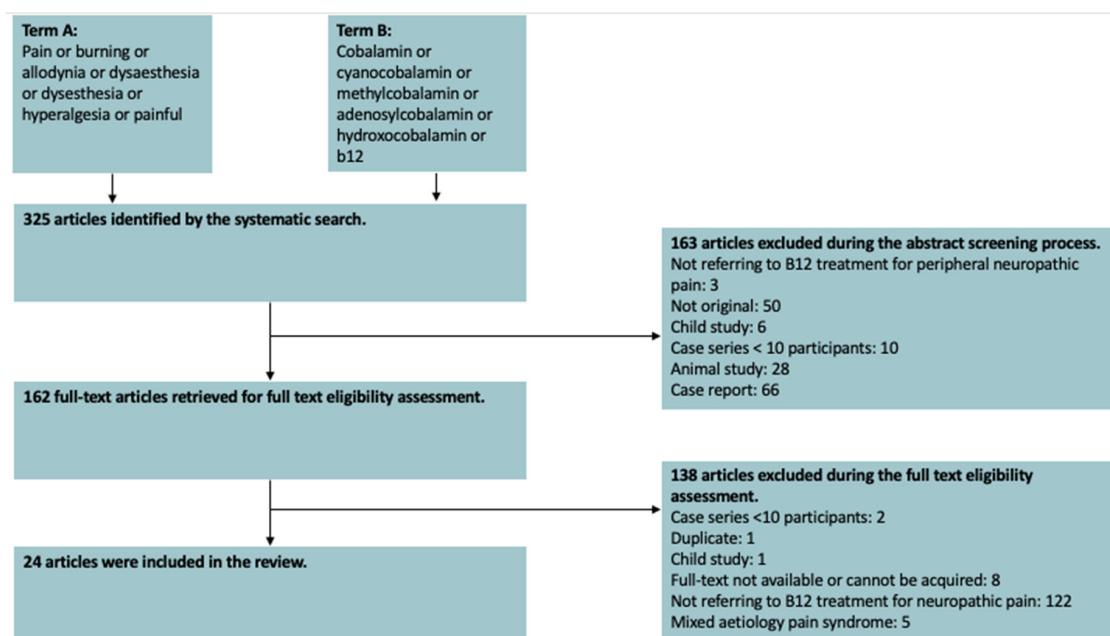 Term A:
Pain or burning or
allodynia or dysaesthesia
or dysesthesia or
hyperalgesia or painful
Term B:
Cobalamin or
cyanocobalamin or
methylcobalamin or
adenosylcobalamin or
hydroxocobalamin or
b12
325 articles identified by the systematic search.
163 articles excluded during the abstract screening process.
Not referring to B12 treatment for peripheral neuropathic
pain: 3
Not original: 50
Child study: 6
Case series < 10 participants: 10
Animal study: 28
Case report: 66
162 full-text articles retrieved for full text eligibility assessment.
138 articles excluded during the full text eligibility
assessment.
Case series <10 participants: 2
Duplicate: 1
Child study: 1
Full-text not available or cannot be acquired: 8
Not referring to B12 treatment for neuropathic pain: 122
Mixed aetiology pain syndrome: 5
24 articles were included in the review.